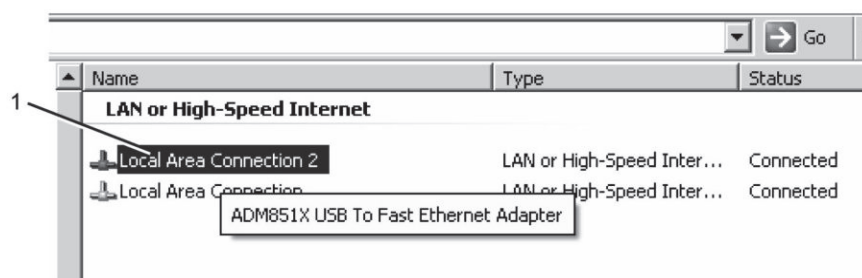 Go
Name Type Status
LAN or High-Speed Internet
1
Local Area Connection 2 LAN or High-Speed Inter... Connected
Local Area Connection LAN or High-Speed Inter... Connected
ADM851X USB To Fast Ethernet Adapter